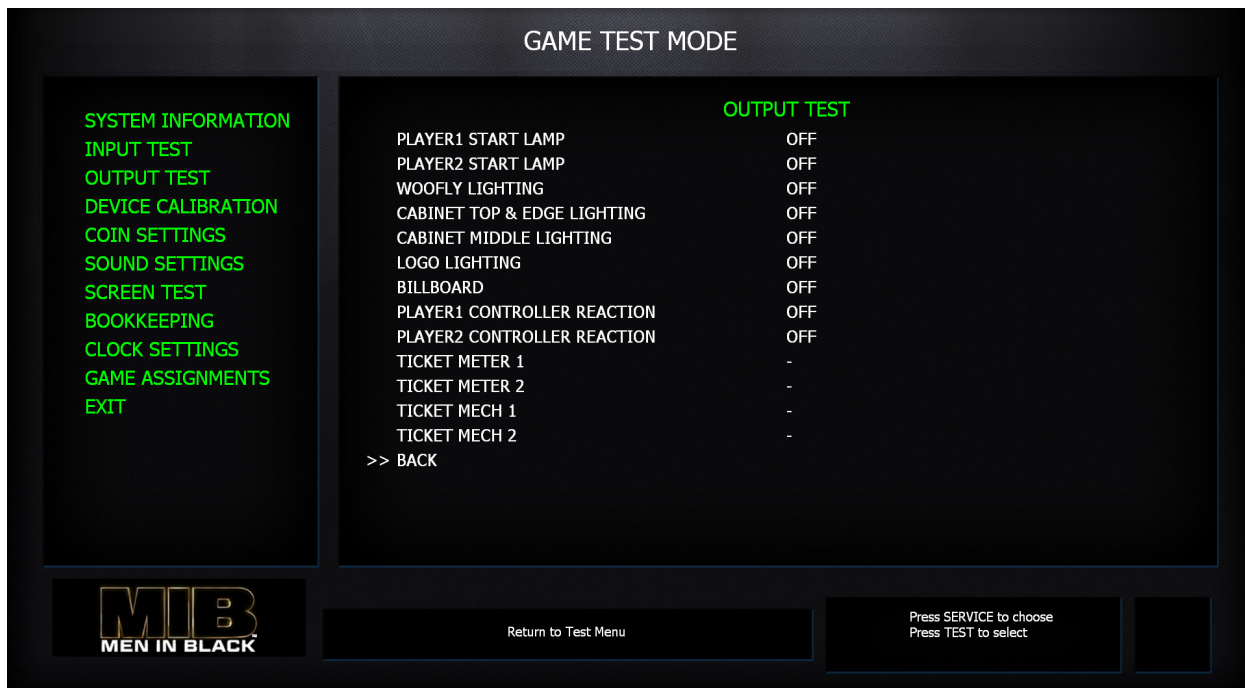 GAME TEST MODE
SYSTEM INFORMATION
INPUT TEST
OUTPUT TEST
DEVICE CALIBRATION
COIN SETTINGS
SOUND SETTINGS
SCREEN TEST
BOOKKEEPING
CLOCK SETTINGS
GAME ASSIGNMENTS
EXIT
OUTPUT TEST
PLAYER1 START LAMP OFF
PLAYER2 START LAMP OFF
WOOFLY LIGHTING OFF
CABINET TOP & EDGE LIGHTING OFF
CABINET MIDDLE LIGHTING OFF
LOGO LIGHTING OFF
BILLBOARD OFF
PLAYER1 CONTROLLER REACTION OFF
PLAYER2 CONTROLLER REACTION OFF
TICKET METER 1 -
TICKET METER 2 -
TICKET MECH 1 -
TICKET MECH 2 -
>> BACK
MIB
MEN IN BLACK™
Return to Test Menu
Press SERVICE to choose
Press TEST to select